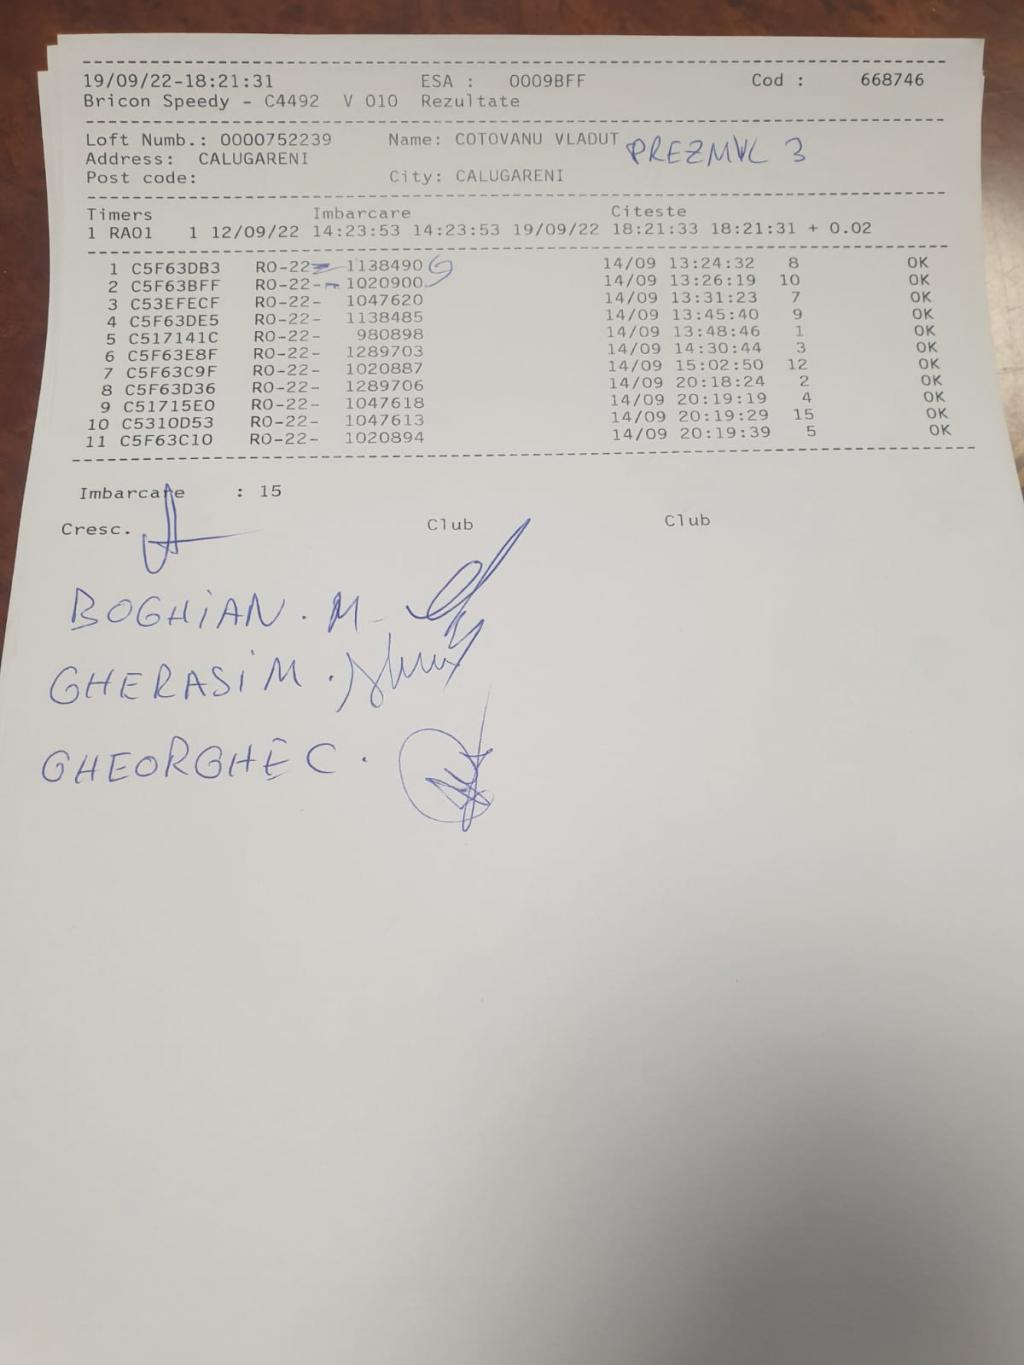 19/09/22-18:21:31 ESA : 0009BFF Cod : 668746
Bricon Speedy - C4492 V 010 Rezultate
Loft Numb.: 0000752239 Name: COTOVANU VLADUT PREZMYL 3
Address: CALUGARENI
Post code: City: CALUGARENI
Timers Imbarcare Citeste
1 RA01 1 12/09/22 14:23:53 14:23:53 19/09/22 18:21:33 18:21:31 + 0.02
1 C5F63DB3 RO-22- 1138490 14/09 13:24:32 8 OK
2 C5F63BFF RO-22- 1020900 14/09 13:26:19 10 OK
3 C53EFECF RO-22- 1047620 14/09 13:31:23 7 OK
4 C5F63DE5 RO-22- 1138485 14/09 13:45:40 9 OK
5 C517141C RO-22- 980898 14/09 13:48:46 1 OK
6 C5F63E8F RO-22- 1289703 14/09 14:30:44 3 OK
7 C5F63C9F RO-22- 1020887 14/09 15:02:50 12 OK
8 C5F63D36 RO-22- 1289706 14/09 20:18:24 2 OK
9 C51715E0 RO-22- 1047618 14/09 20:19:19 4 OK
10 C5310D53 RO-22- 1047613 14/09 20:19:29 15 OK
11 C5F63C10 RO-22- 1020894 14/09 20:19:39 5 OK
Imbarcare : 15
Cresc. Club Club
BOGHiAN. M
GHERASiM.
GHEORGHE C.